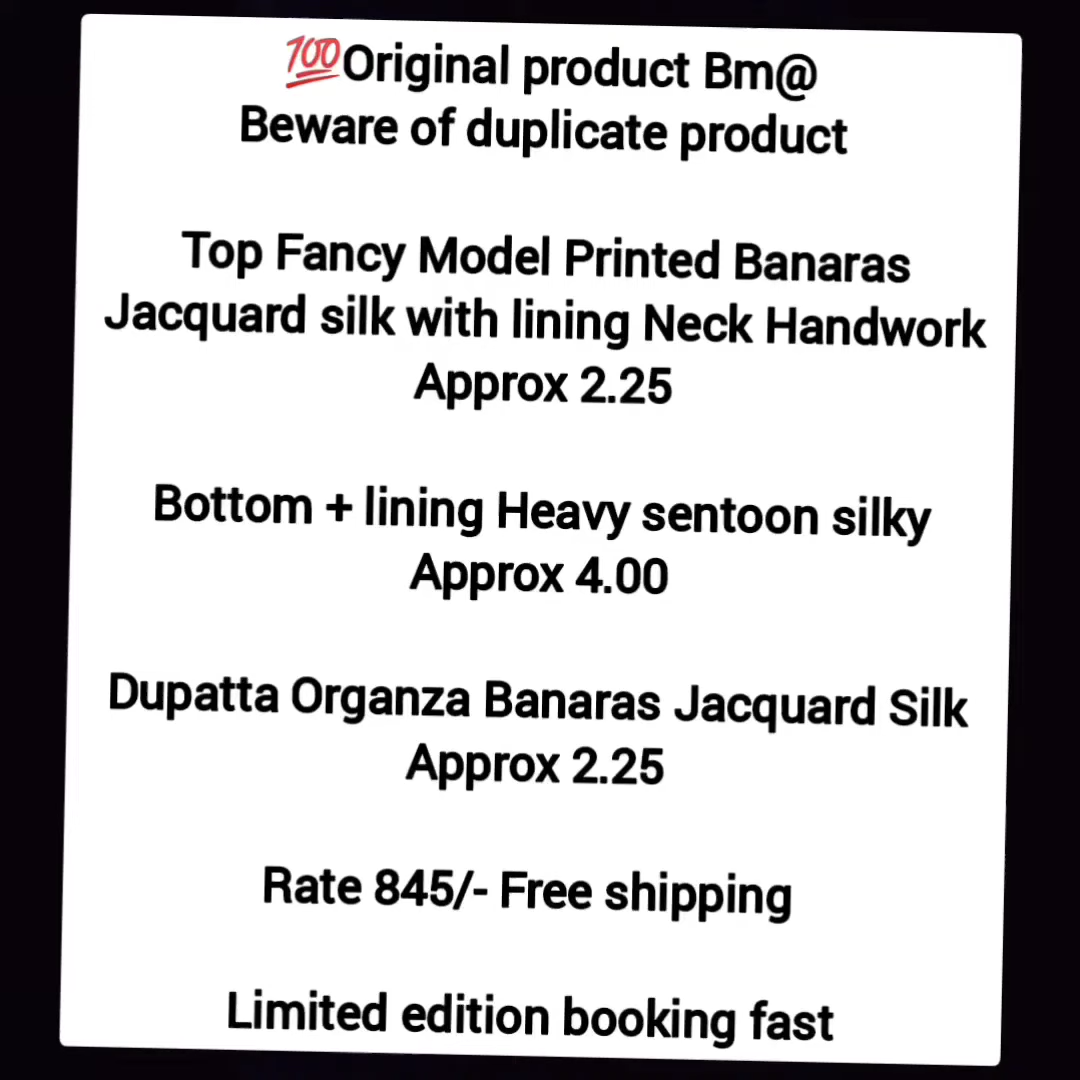 💯Original product Bm@
Beware of duplicate product
Top Fancy Model Printed Banaras
Jacquard silk with lining Neck Handwork
Approx 2.25
Bottom + lining Heavy sentoon silky
Approx 4.00
Dupatta Organza Banaras Jacquard Silk
Approx 2.25
Rate 845/- Free shipping
Limited edition booking fast